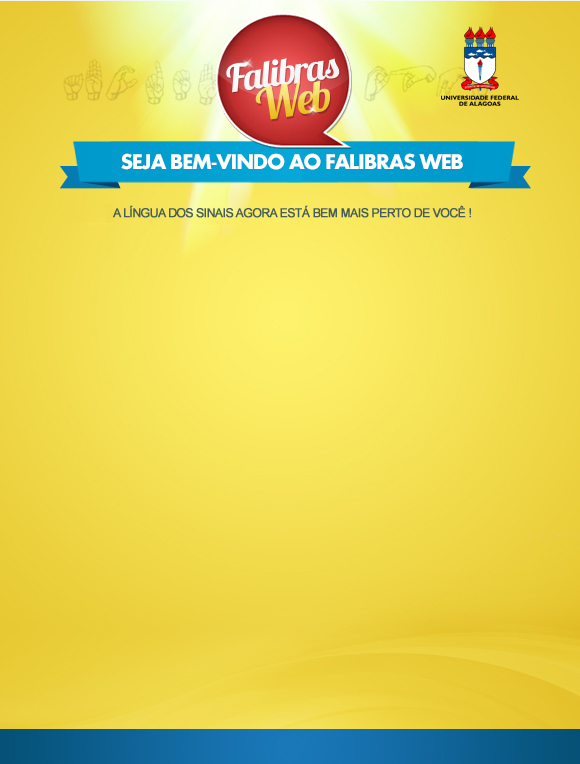 Falibras
Web
UNIVERSIDADE FEDERAL
DE ALAGOAS
SEJA BEM-VINDO AO FALIBRAS WEB
A LÍNGUA DOS SINAIS AGORA ESTÁ BEM MAIS PERTO DE VOCÊ !